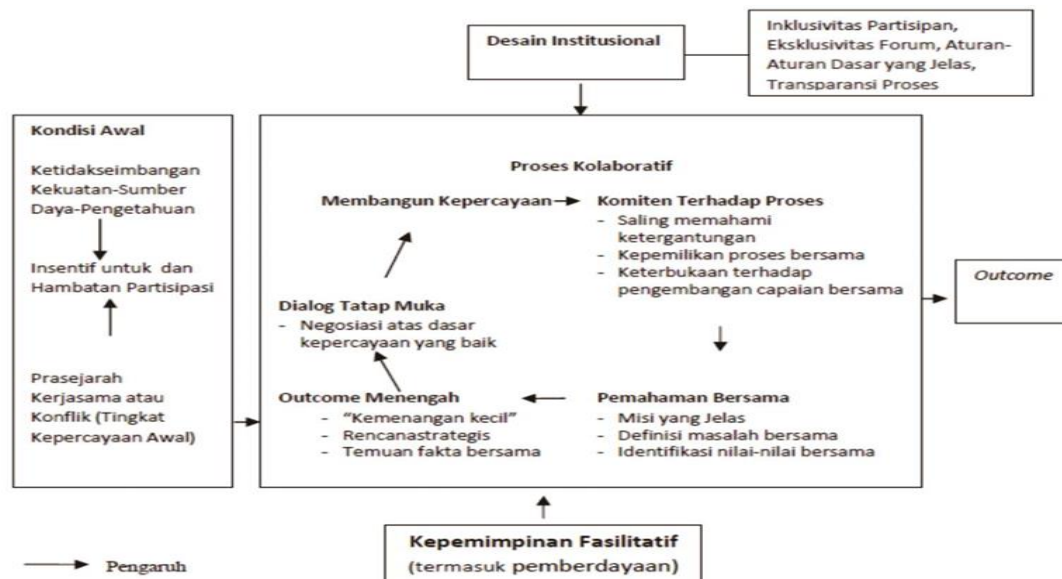 Desain Institusional
Inklusivitas Partisipan,
Eksklusivitas Forum, Aturan-
Aturan Dasar yang Jelas,
Transparansi Proses
Kondisi Awal
Ketidakseimbangan
Kekuatan-Sumber
Daya-Pengetahuan
Insentif untuk dan
Hambatan Partisipasi
Prasejarah
Kerjasama atau
Konflik (Tingkat
Kepercayaan Awal)
Proses Kolaboratif
Membangun Kepercayaan
Komiten Terhadap Proses
- Saling memahami
ketergantungan
- Kepemilikan proses bersama
- Keterbukaan terhadap
pengembangan capaian bersama
Dialog Tatap Muka
- Negosiasi atas dasar
kepercayaan yang baik
Outcome Menengah
- “Kemenangan kecil”
- Rencanastrategis
- Temuan fakta bersama
Pemahaman Bersama
- Misi yang Jelas
- Definisi masalah bersama
- Identifikasi nilai-nilai bersama
Outcome
Kepemimpinan Fasilitatif
(termasuk pemberdayaan)
Pengaruh